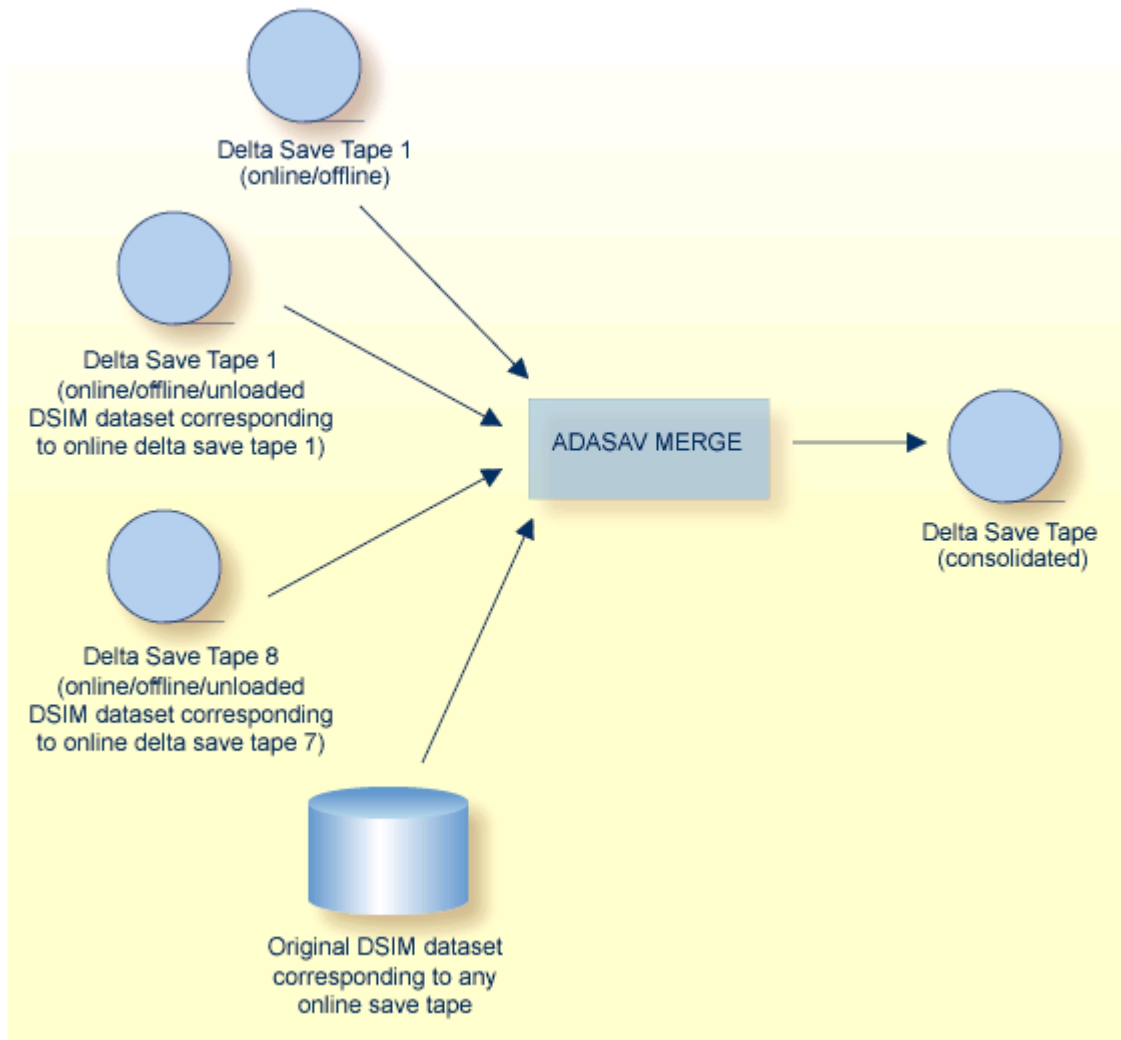 Delta Save Tape 1
(online/offline)
Delta Save Tape 1
(online/offline/unloaded
DSIM dataset corresponding
to online delta save tape 1)
ADASAV MERGE
Delta Save Tape
(consolidated)
Delta Save Tape 8
(online/offline/unloaded
DSIM dataset corresponding
to online delta save tape 7)
Original DSIM dataset
corresponding to any
online save tape